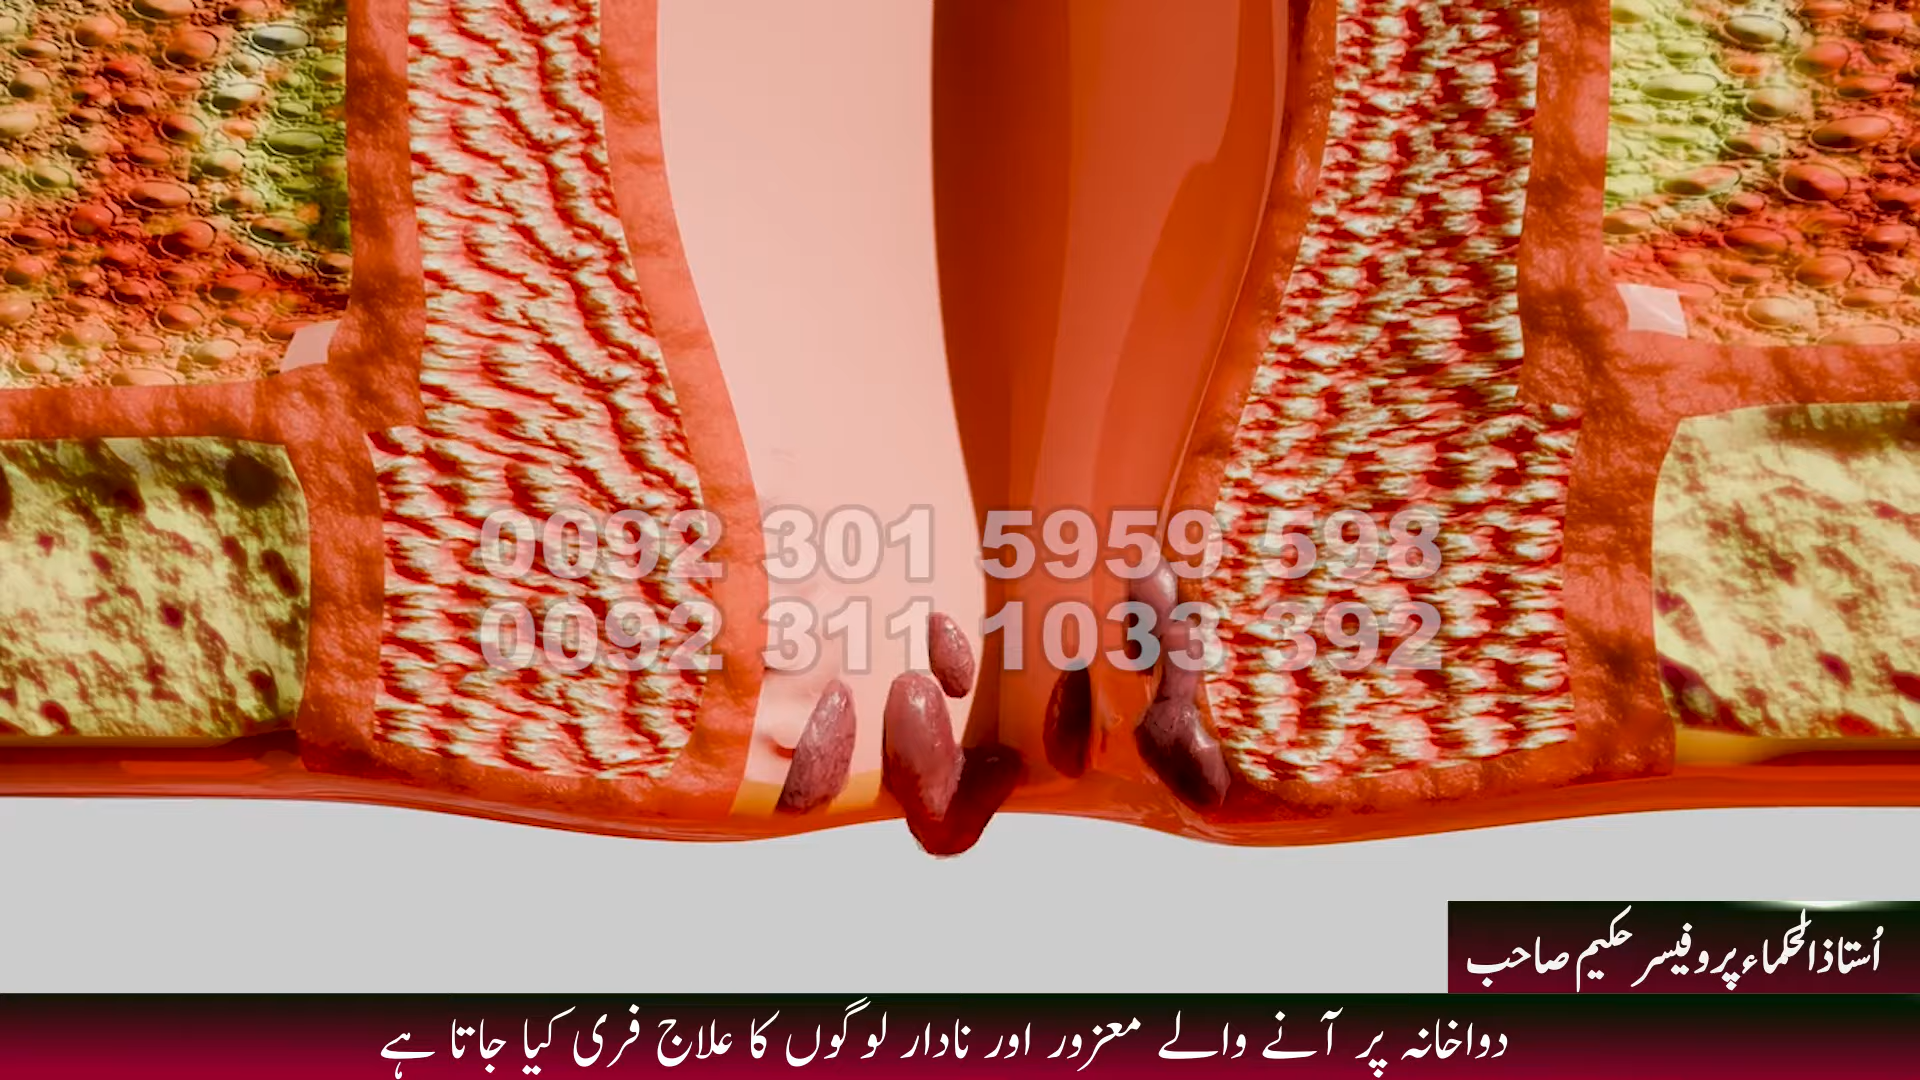 0092 301 5959 598
0092 311 1033 392
اُستاذالحکماء پروفیسر حکیم صاحب
دواخانہ پر آنے والے معزور اور نادار لوگوں کا علاج فری کیا جاتا ہے